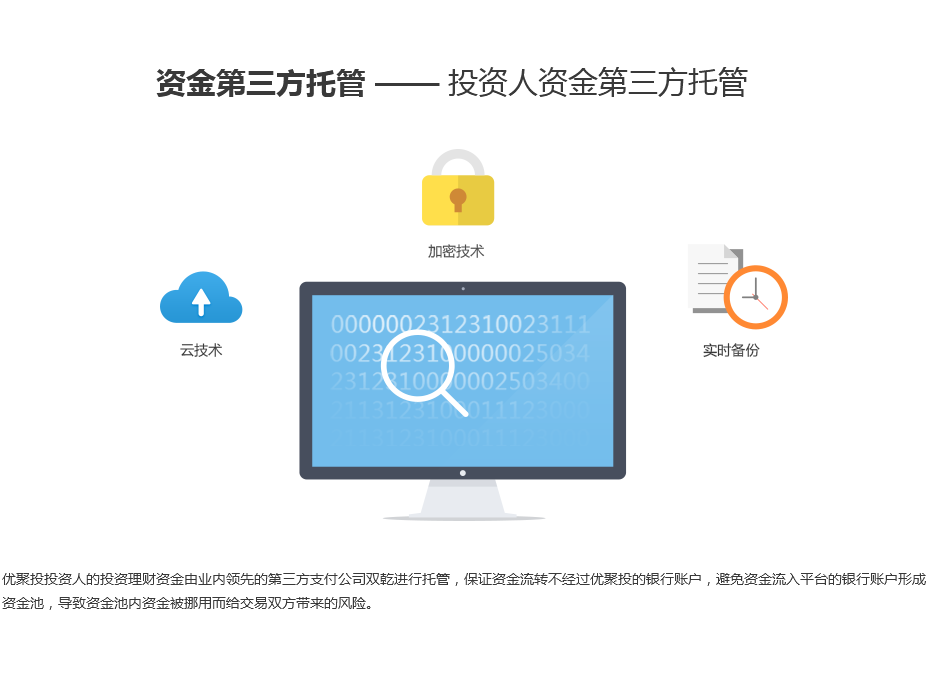 资金第三方托管 —— 投资人资金第三方托管
加密技术
云技术
实时备份
0000002312310023111
0023123100000025034
2312310000002503400
2113123100011123000
2113123100011123000
优聚投投资人的投资理财资金由业内领先的第三方支付公司双乾进行托管，保证资金流转不经过优聚投的银行账户，避免资金流入平台的银行账户形成
资金池，导致资金池内资金被挪用而给交易双方带来的风险。